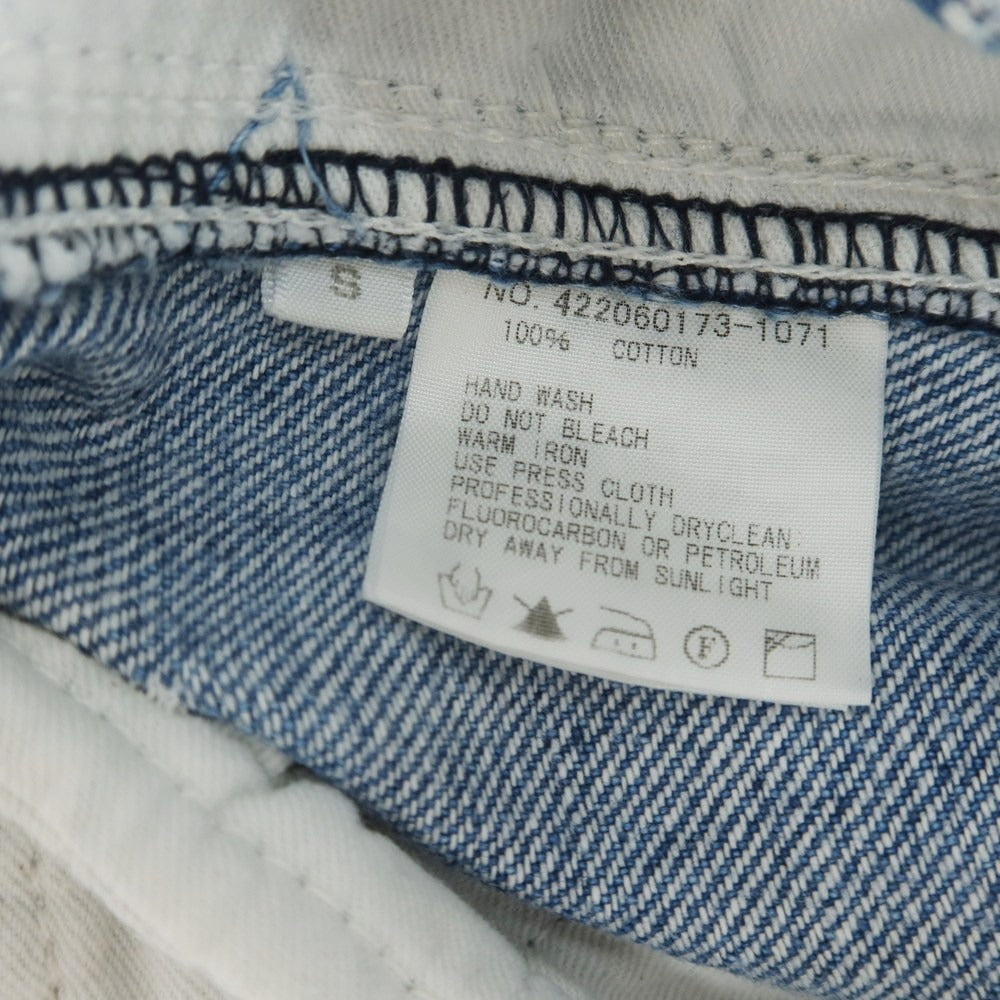 S
NO. 422060173-1071
100% COTTON
HAND WASH
DO NOT BLEACH
WARM IRON
USE PRESS CLOTH
PROFESSIONALLY DRYCLEAN:
FLUOROCARBON OR PETROLEUM
DRY AWAY FROM SUNLIGHT
F